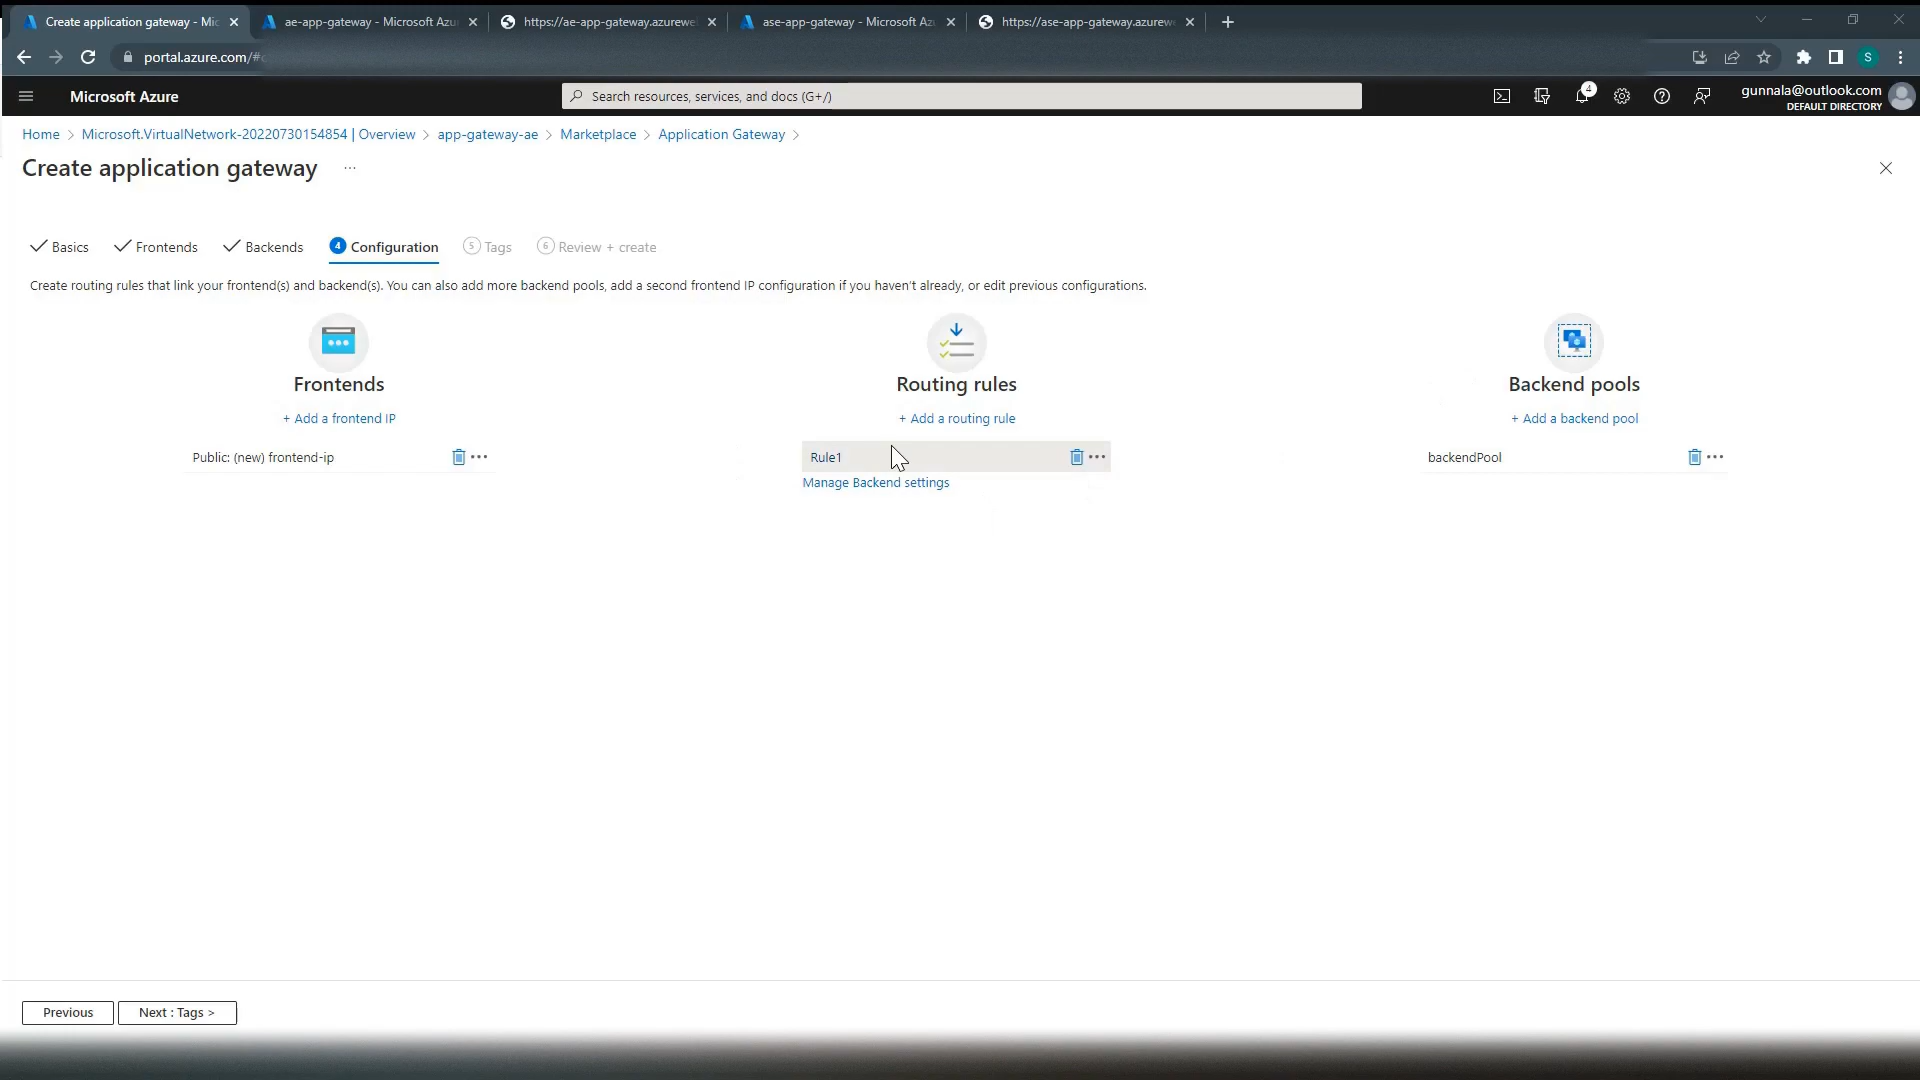 Create application gateway - Mic
ae-app-gateway - Microsoft Azu
https://ae-app-gateway.azurewe
ase-app-gateway - Microsoft Az
https://ase-app-gateway.azurew
portal.azure.com/#
S
Microsoft Azure
Search resources, services, and docs (G+/)
4
gunnala@outlook.com
DEFAULT DIRECTORY
Home > Microsoft.VirtualNetwork-20220730154854 | Overview > app-gateway-ae > Marketplace > Application Gateway >
Create application gateway ...
Basics
Frontends
Backends
4 Configuration
5 Tags
6 Review + create
Create routing rules that link your frontend(s) and backend(s). You can also add more backend pools, add a second frontend IP configuration if you haven't already, or edit previous configurations.
Frontends
+ Add a frontend IP
Public: (new) frontend-ip
Routing rules
+ Add a routing rule
Rule1
Manage Backend settings
Backend pools
+ Add a backend pool
backendPool
Previous
Next : Tags >